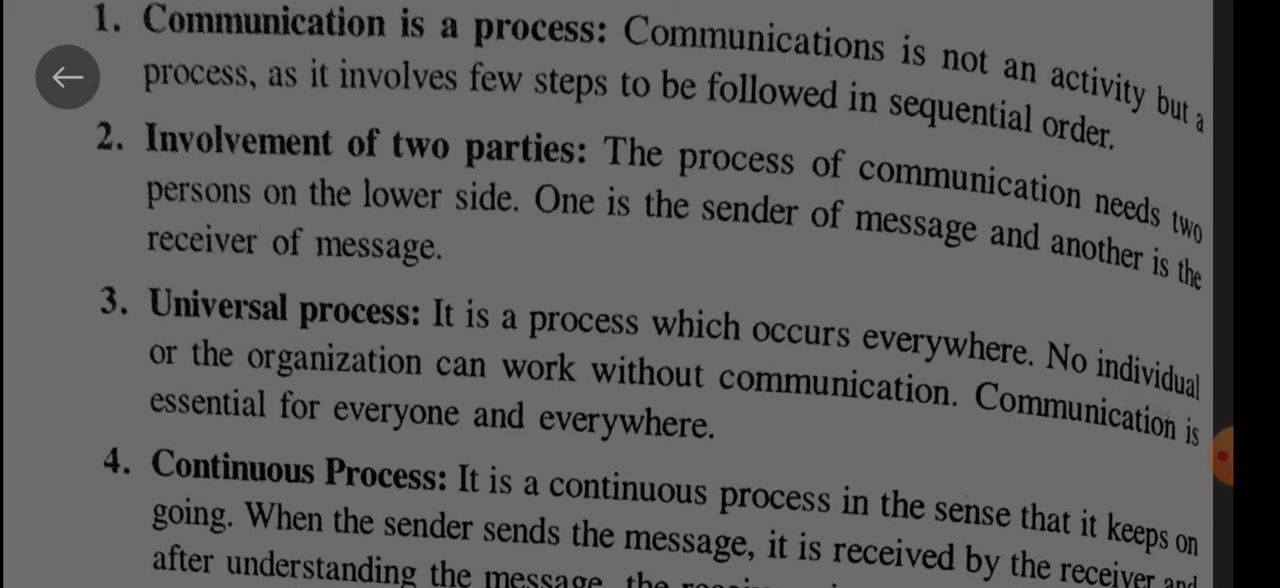 1. Communication is a process: Communications is not an activity but a
process, as it involves few steps to be followed in sequential order.
2. Involvement of two parties: The process of communication needs two
persons on the lower side. One is the sender of message and another is the
receiver of message.
3. Universal process: It is a process which occurs everywhere. No individual
or the organization can work without communication. Communication is
essential for everyone and everywhere.
4. Continuous Process: It is a continuous process in the sense that it keeps on
going. When the sender sends the message, it is received by the receiver and
after understanding the message, the